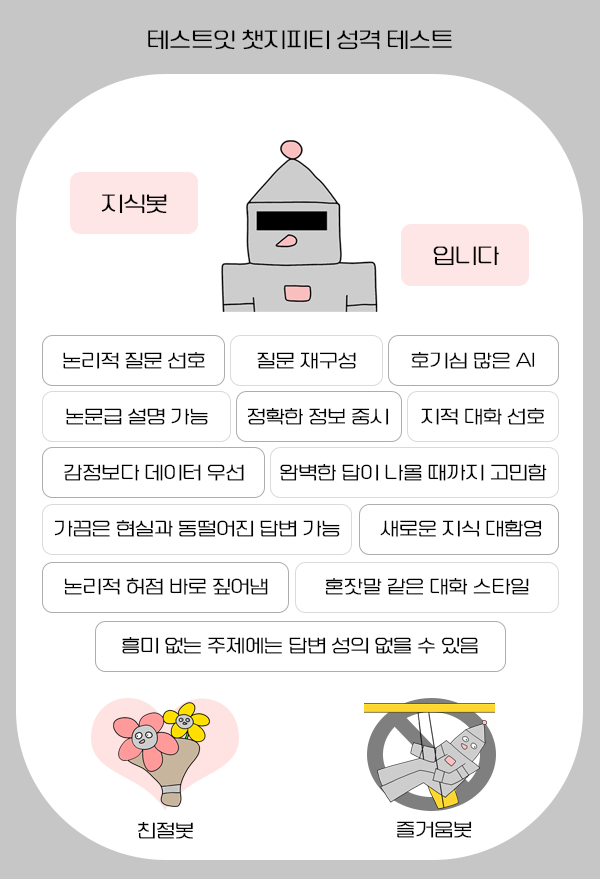 테스트잇 챗지피티 성격 테스트
지식봇
입니다
논리적 질문 선호
질문 재구성
호기심 많은 AI
논문급 설명 가능
정확한 정보 중시
지적 대화 선호
감정보다 데이터 우선
완벽한 답이 나올 때까지 고민함
가끔은 현실과 동떨어진 답변 가능
새로운 지식 대환영
논리적 허점 바로 짚어냄
혼잣말 같은 대화 스타일
흥미 없는 주제에는 답변 성의 없을 수 있음
친절봇
즐거움봇